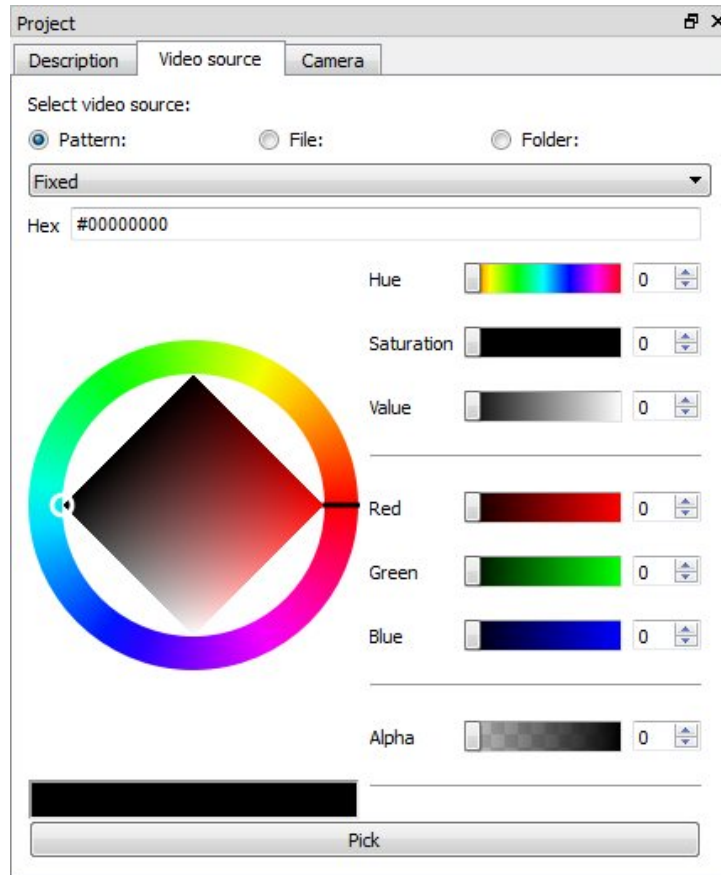 Project
Description Video source Camera
Select video source:
Pattern: File: Folder:
Fixed
Hex #00000000
Hue 0
Saturation 0
Value 0
Red 0
Green 0
Blue 0
Alpha 0
Pick